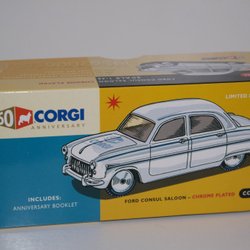 LIMITED
50 CORGI
ANNIVERSARY
INCLUDES:
ANNIVERSARY BOOKLET
FORD CONSUL SALOON – CHROME PLATED